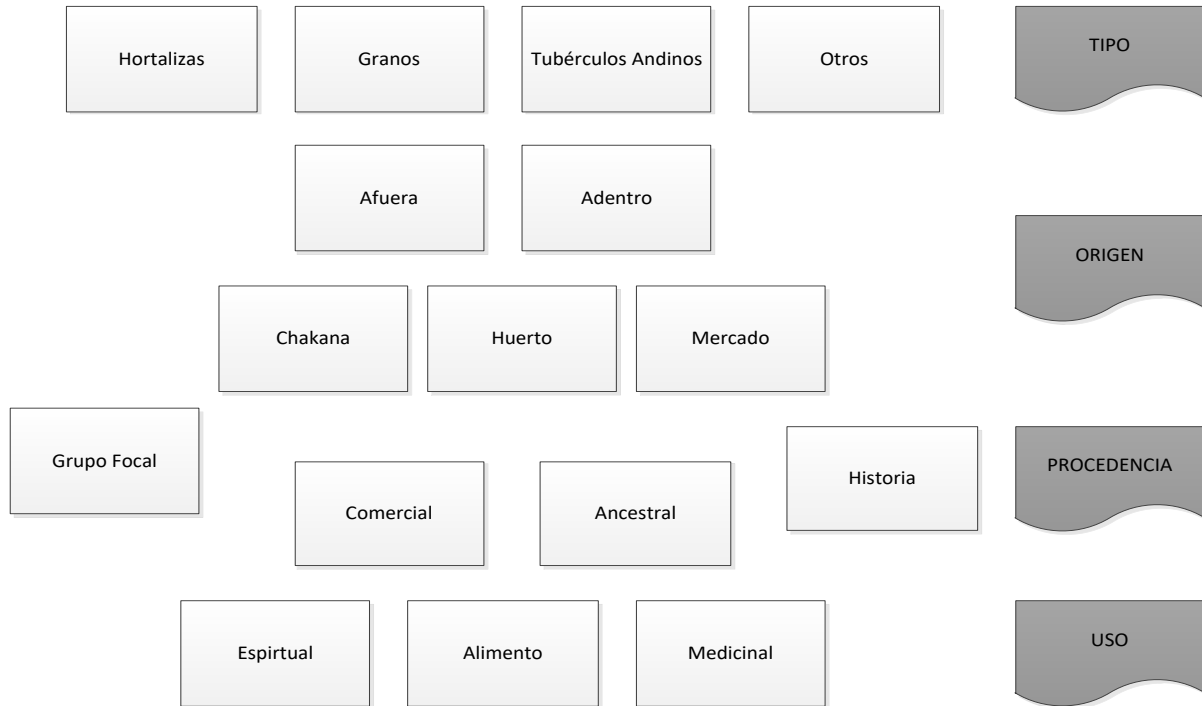 Hortalizas
Granos
Tubérculos Andinos
Otros
TIPO
Afuera
Adentro
ORIGEN
Chakana
Huerto
Mercado
Grupo Focal
Comercial
Ancestral
Historia
PROCEDENCIA
Espirtual
Alimento
Medicinal
USO